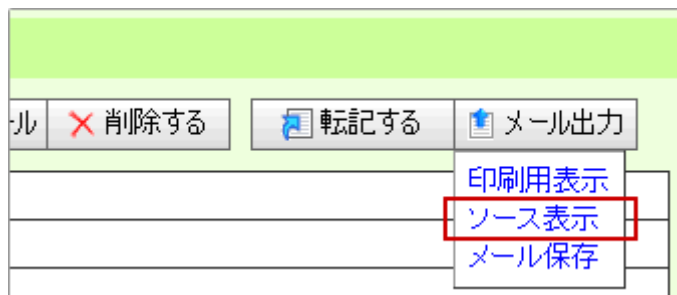 ール 削除する 転記する メール出力
印刷用表示
ソース表示
メール保存